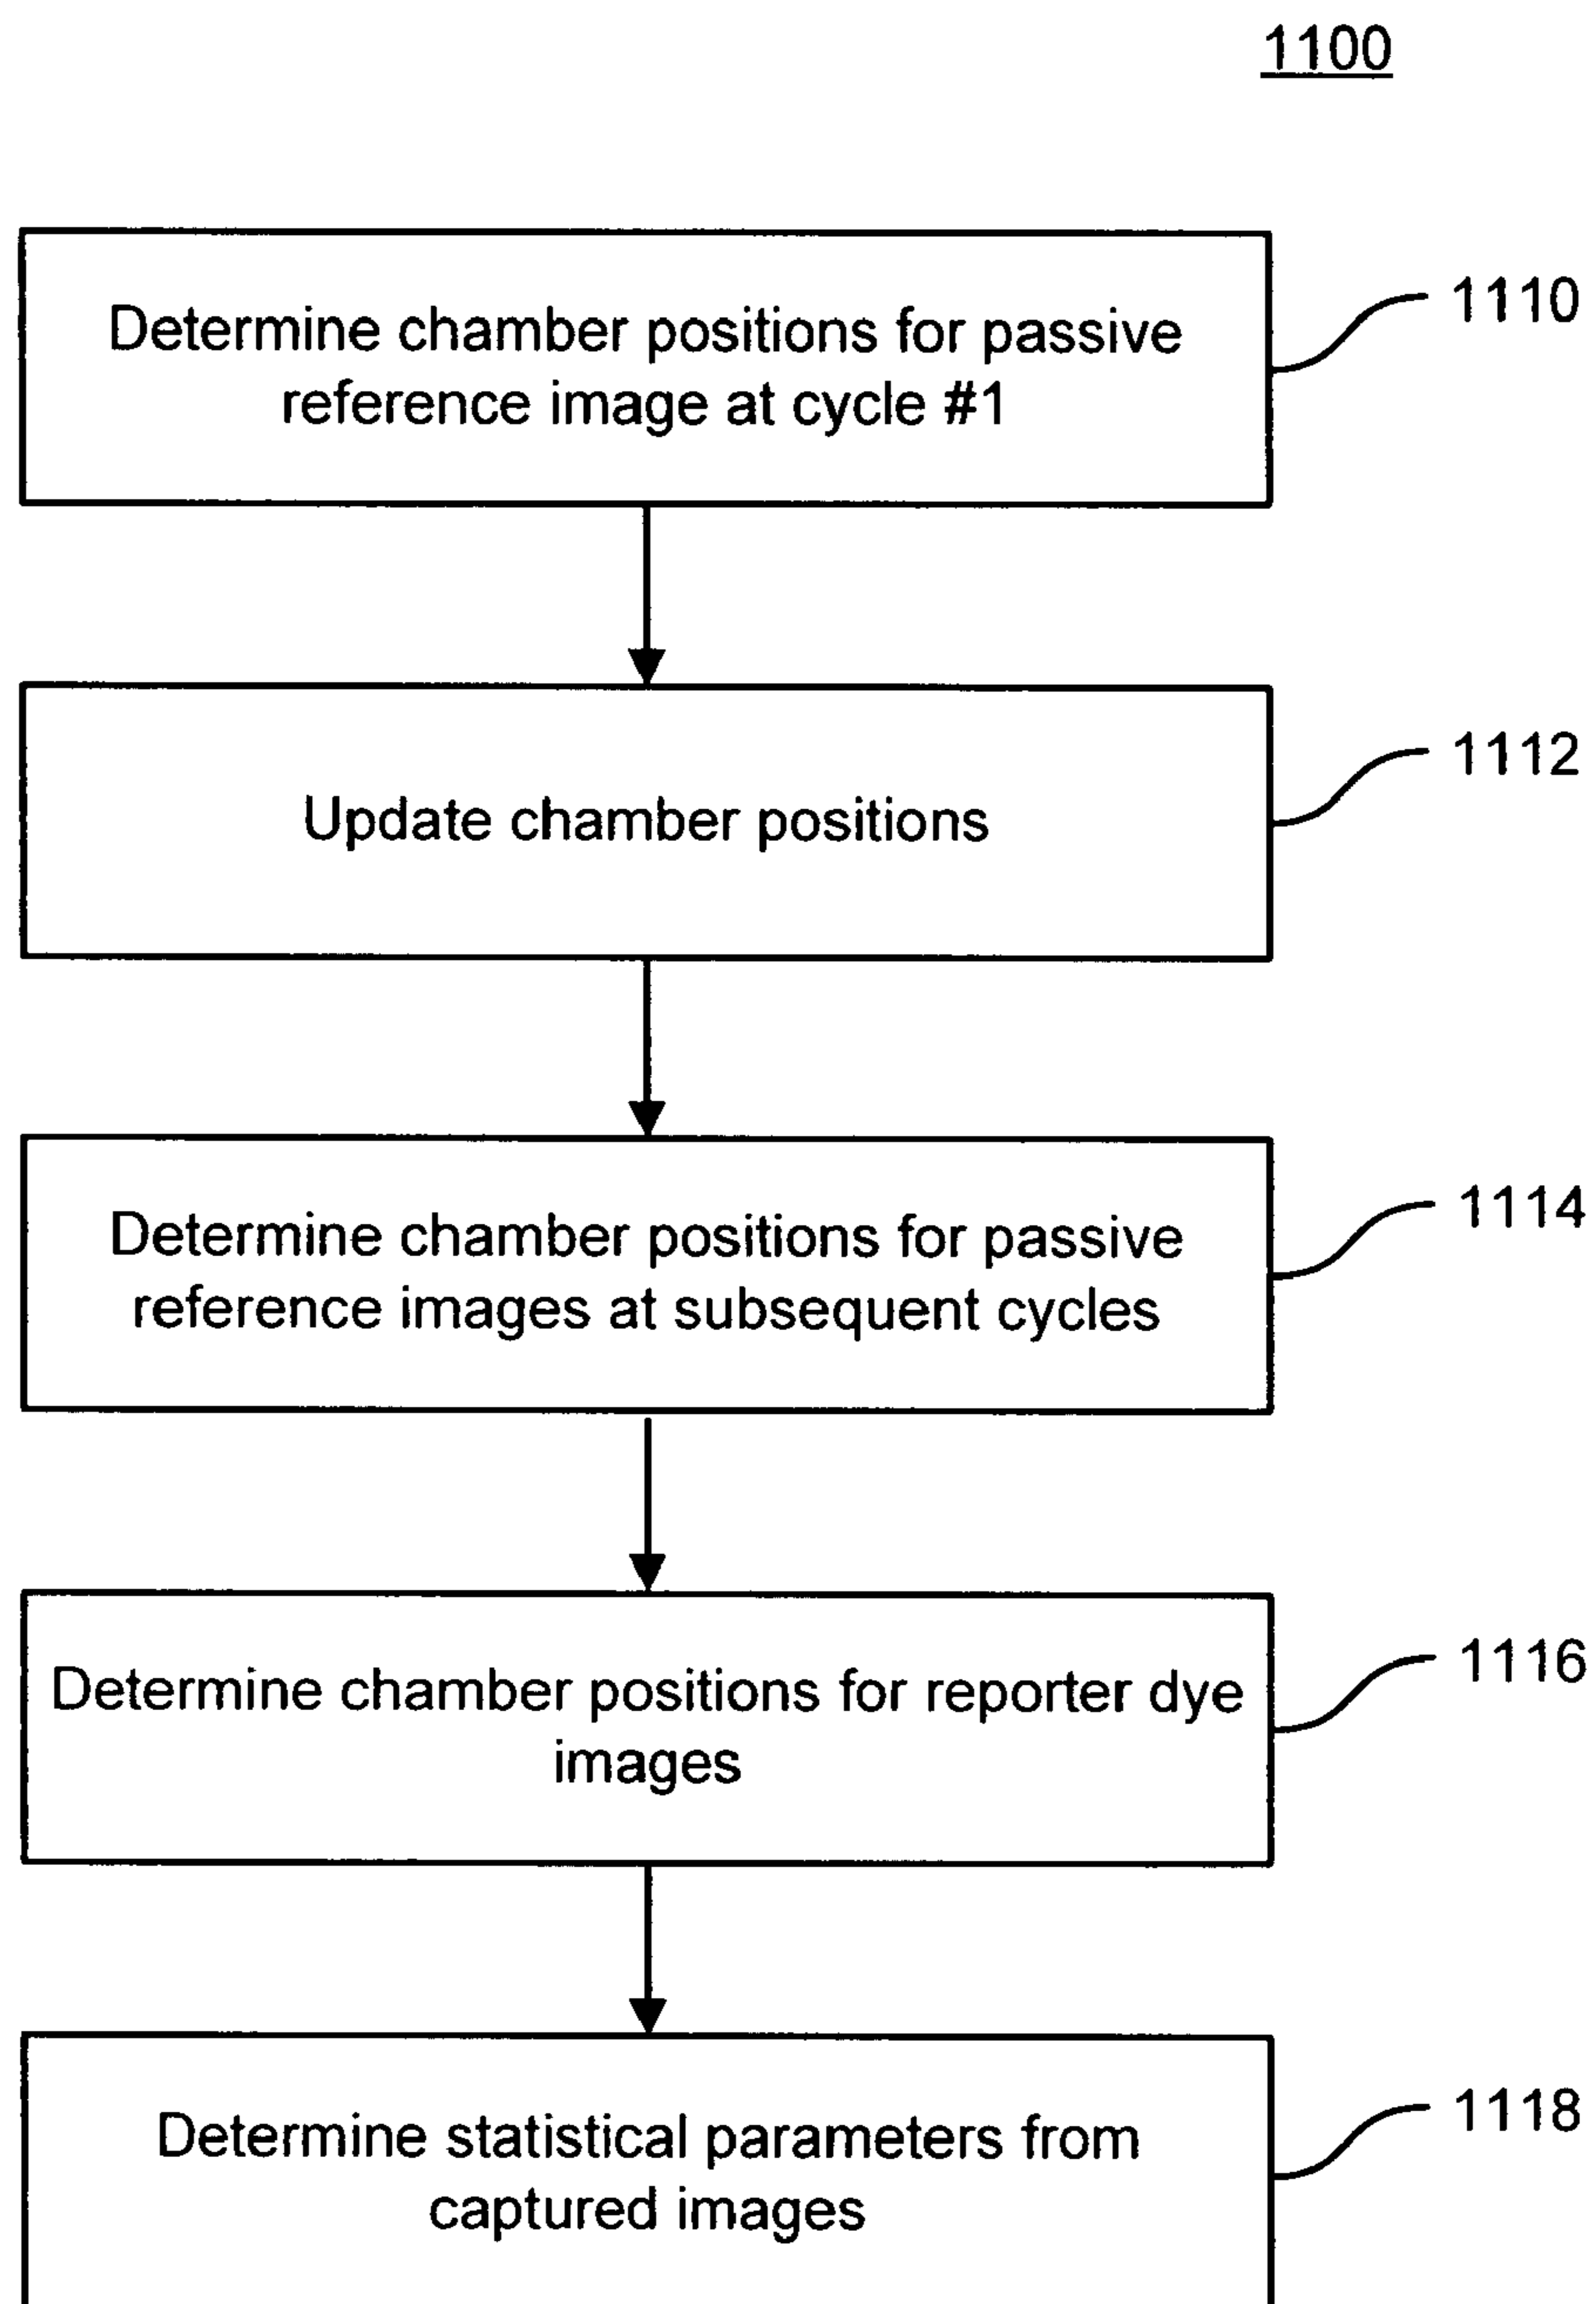 1100
Determine chamber positions for passive
reference image at cycle #1
1110
Update chamber positions
1112
Determine chamber positions for passive
reference images at subsequent cycles
1114
Determine chamber positions for reporter dye
images
1116
Determine statistical parameters from
captured images
1118